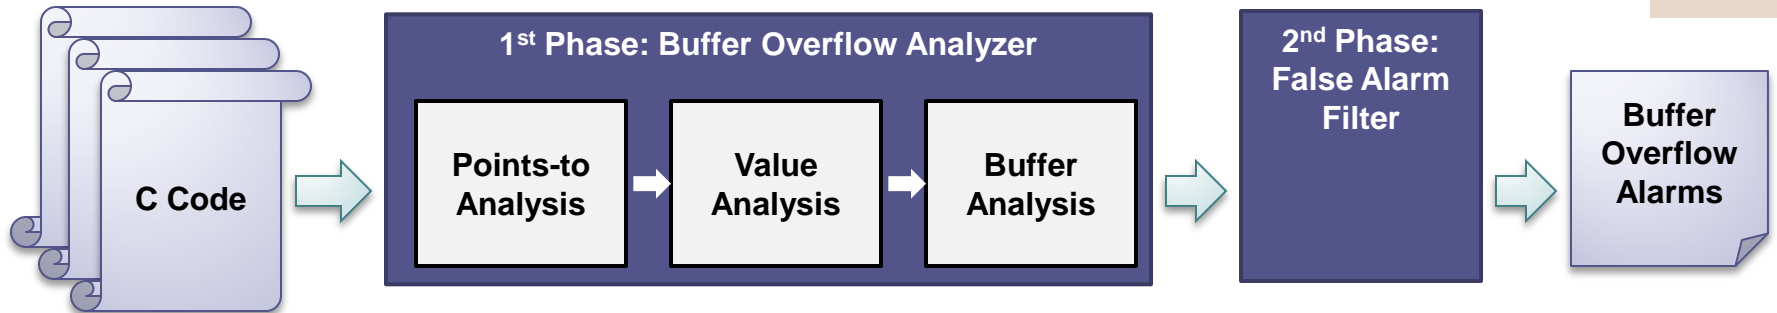 C Code
1st Phase: Buffer Overflow Analyzer
Points-to
Analysis
Value
Analysis
Buffer
Analysis
2nd Phase:
False Alarm
Filter
Buffer
Overflow
Alarms